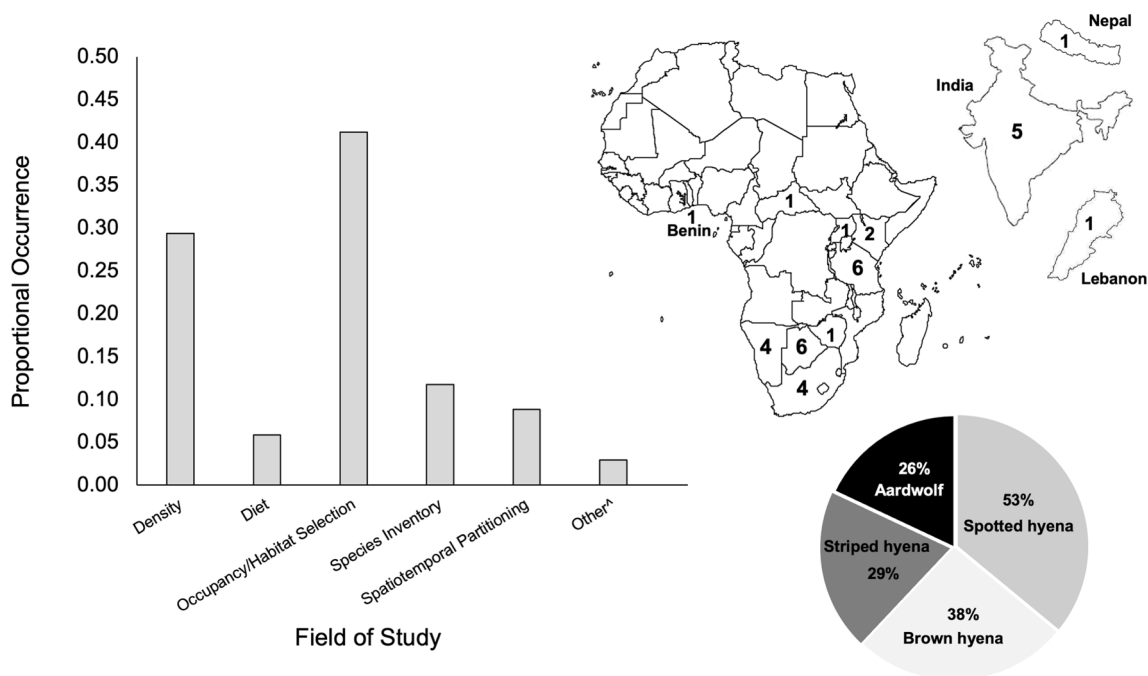 Proportional Occurrence
0.50
0.45
0.40
0.35
0.30
0.25
0.20
0.15
0.10
0.05
0.00
Density
Diet
Occupancy/Habitat Selection
Species Inventory
Spatiotemporal Partitioning
Other^
Field of Study
Nepal
1
India
5
1
Lebanon
1
1
Benin
1
2
6
4
6
1
4
26%
Aardwolf
53%
Spotted hyena
Striped hyena
29%
38%
Brown hyena